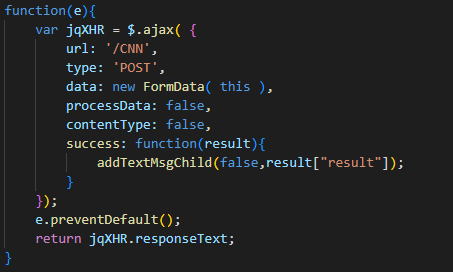 function(e){
    var jqXHR = $.ajax( {
        url: '/CNN',
        type: 'POST',
        data: new FormData( this ),
        processData: false,
        contentType: false,
        success: function(result){
            addTextMsgChild(false,result["result"]);
        }
    });
    e.preventDefault();
    return jqXHR.responseText;
}